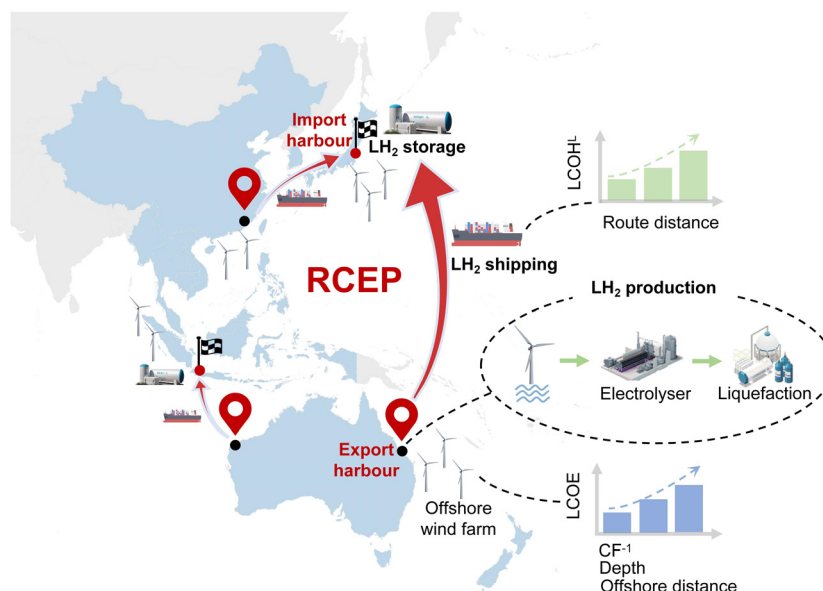 Import
harbour
LH₂ storage
LCOHᴸ
Route distance
LH₂ shipping
RCEP
LH₂ production
Electrolyser
Liquefaction
Export
harbour
Offshore
wind farm
LCOE
CF⁻¹
Depth
Offshore distance